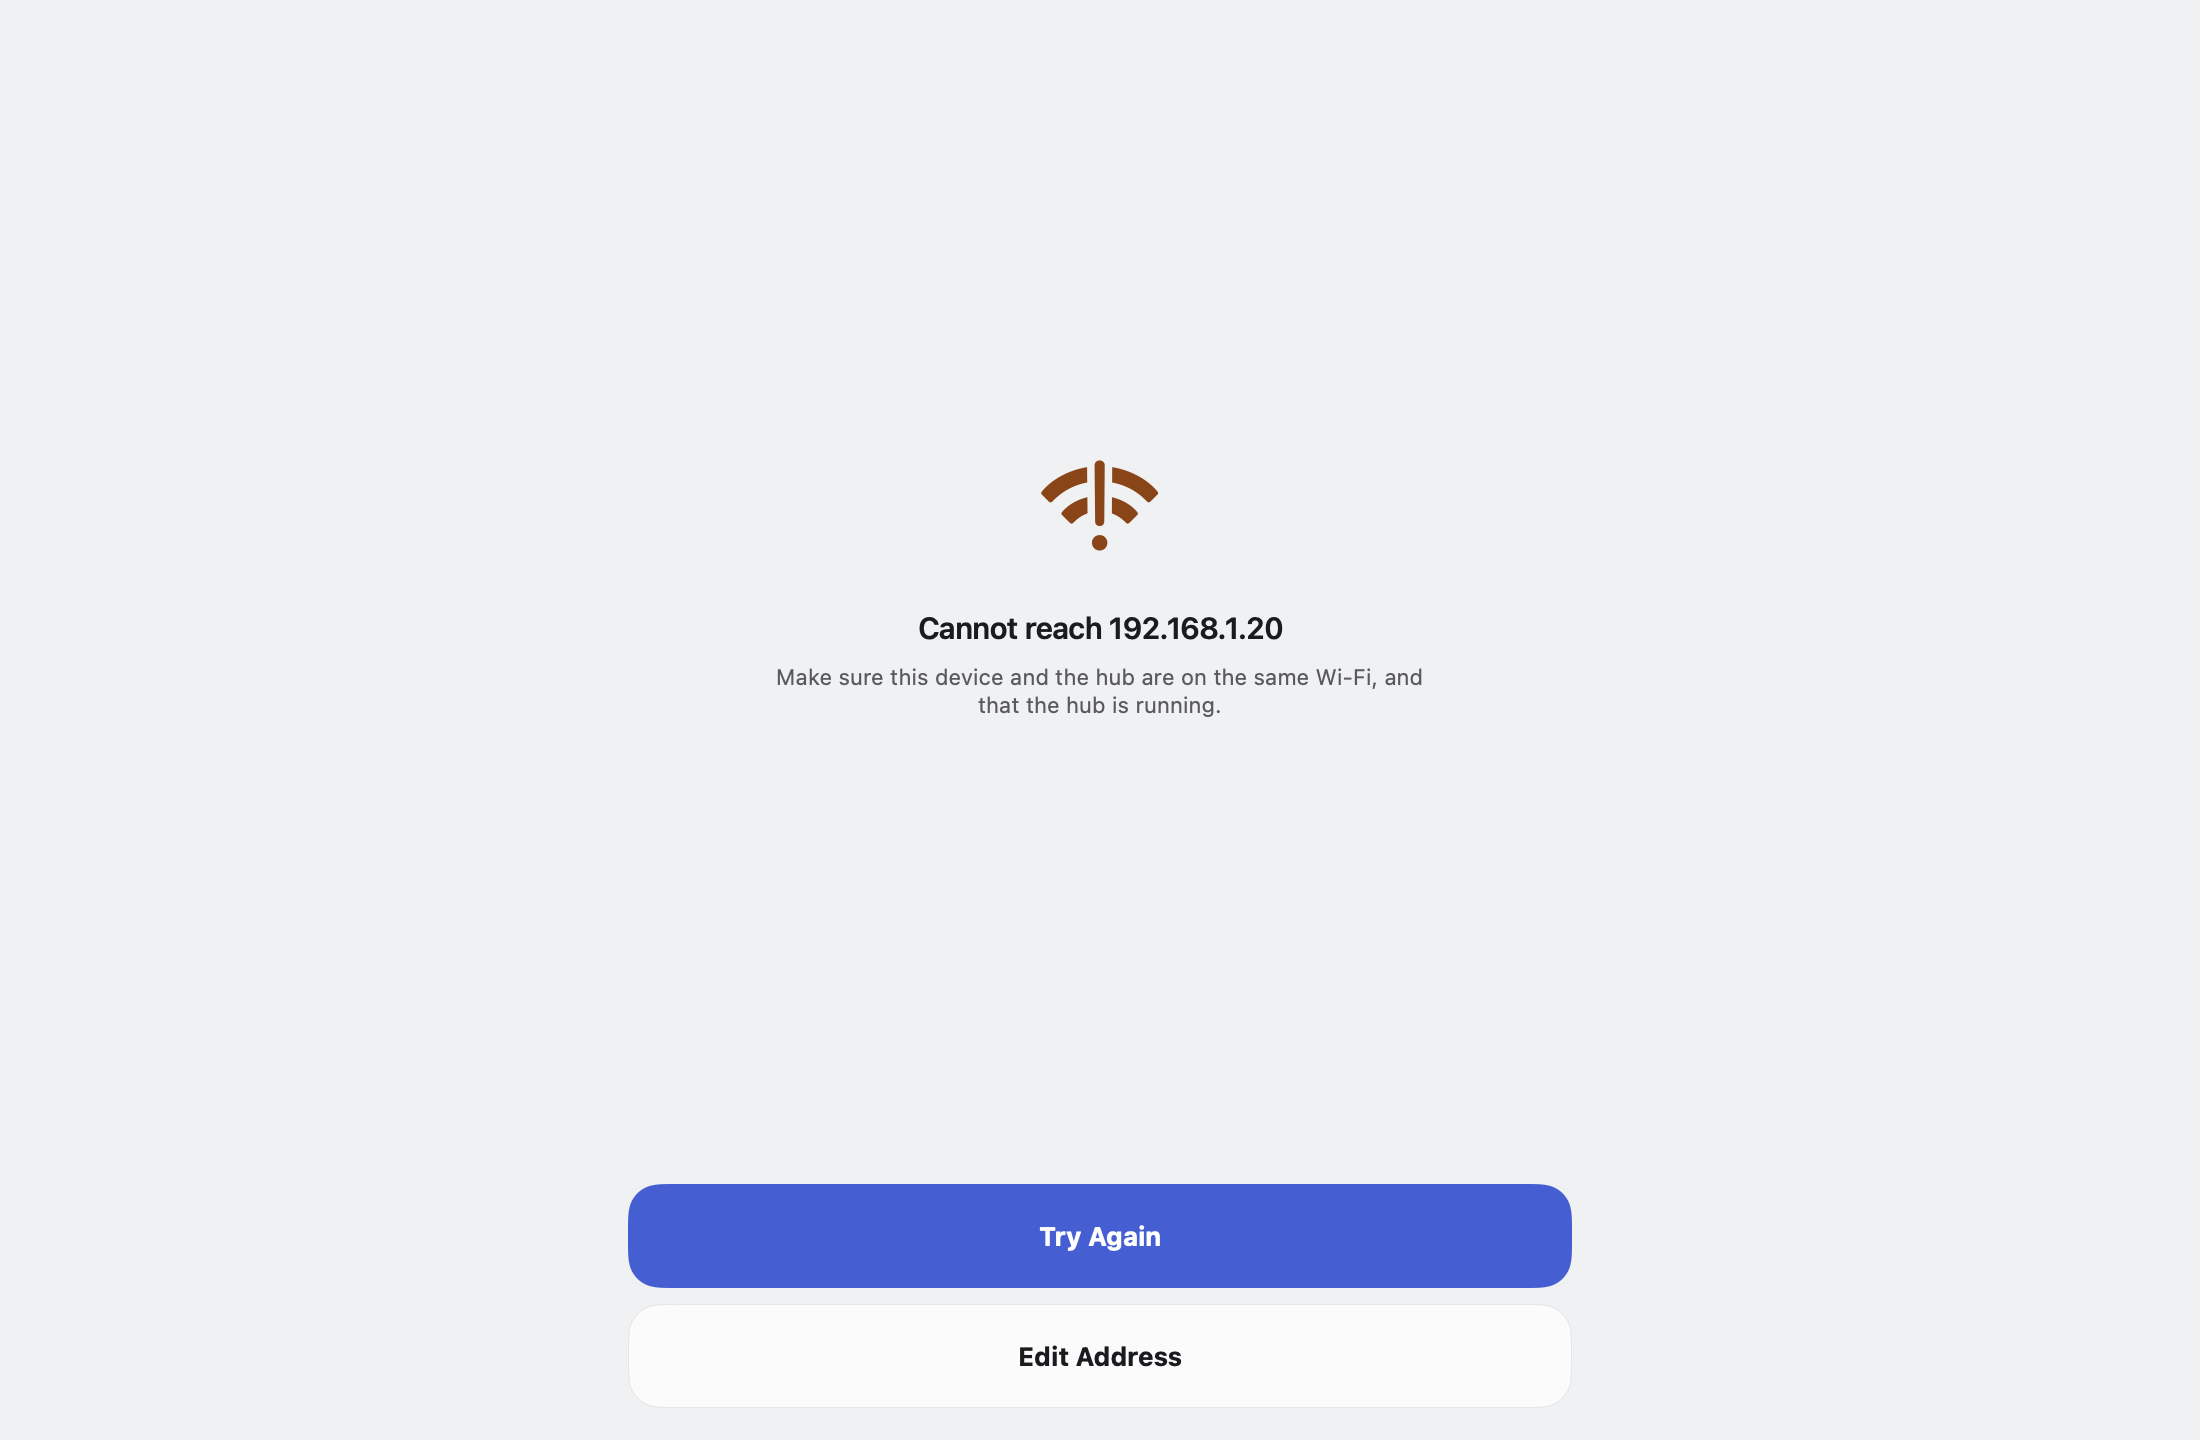 Cannot reach 192.168.1.20
Make sure this device and the hub are on the same Wi-Fi, and
that the hub is running.
Try Again
Edit Address